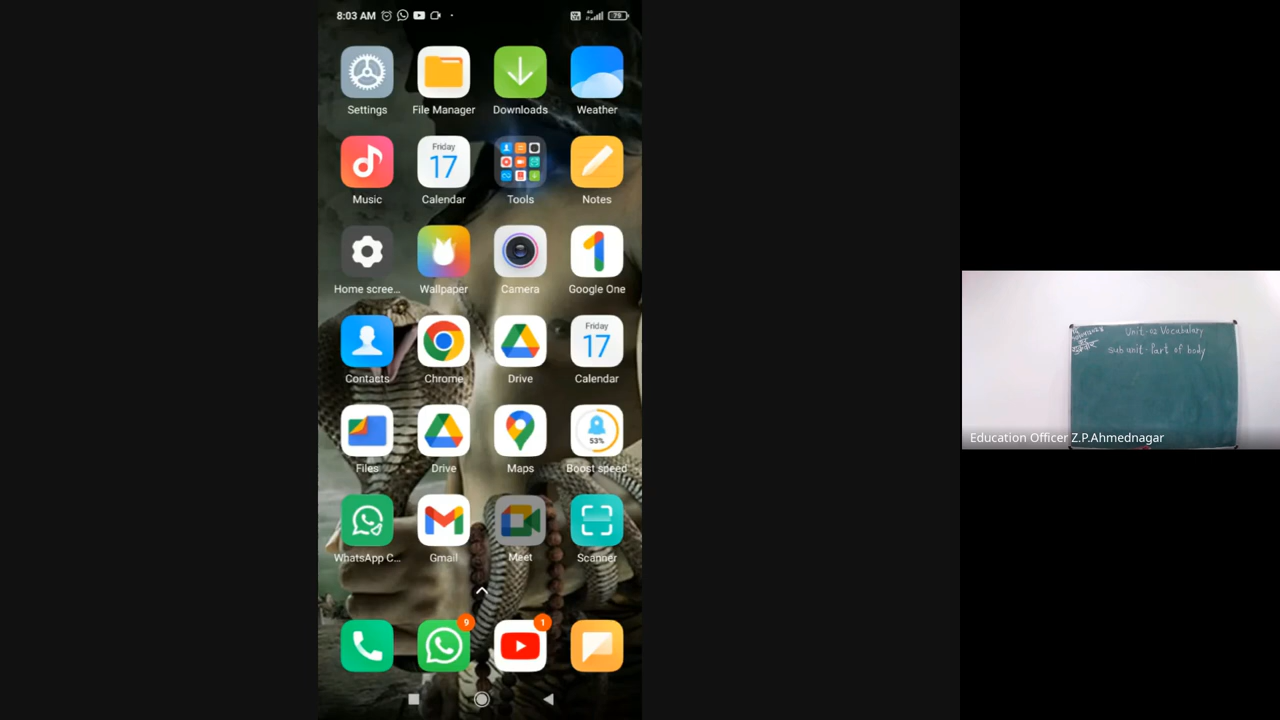 8:03 AM
79
Settings
File Manager
Downloads
Weather
Friday
17
Music
Calendar
Tools
Notes
1
Home scree...
Wallpaper
Camera
Google One
Friday
17
Contacts
Chrome
Drive
Calendar
53%
Files
Drive
Maps
Boost speed
WhatsApp C...
Gmail
Meet
Scanner
9
1
Unit-02 Vocabulary
Sub unit- Part of body
Education Officer Z.P.Ahmednagar